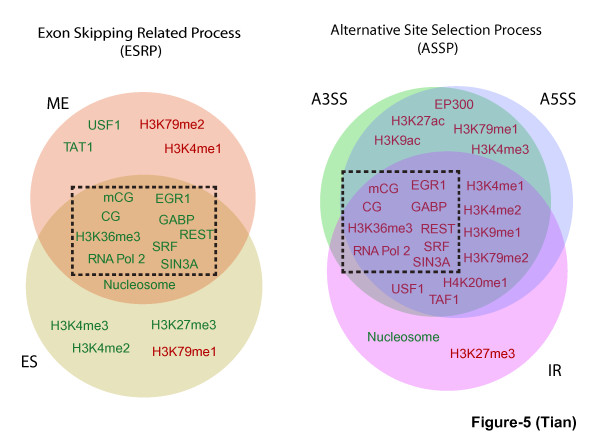 Exon Skipping Related Process
(ESRP)
ME
USF1
H3K79me2
TAT1
H3K4me1
mCG
EGR1
CG
GABP
H3K36me3
REST
SRF
RNA Pol 2
SIN3A
Nucleosome
H3K4me3
H3K27me3
H3K4me2
H3K79me1
ES
Alternative Site Selection Process
(ASSP)
A3SS
A5SS
EP300
H3K27ac
H3K79me1
H3K9ac
H3K4me3
mCG
EGR1
H3K4me1
CG
GABP
H3K4me2
H3K36me3
REST
H3K9me1
SRF
RNA Pol 2
SIN3A
H3K79me2
USF1
H4K20me1
TAF1
Nucleosome
H3K27me3
IR
Figure-5 (Tian)